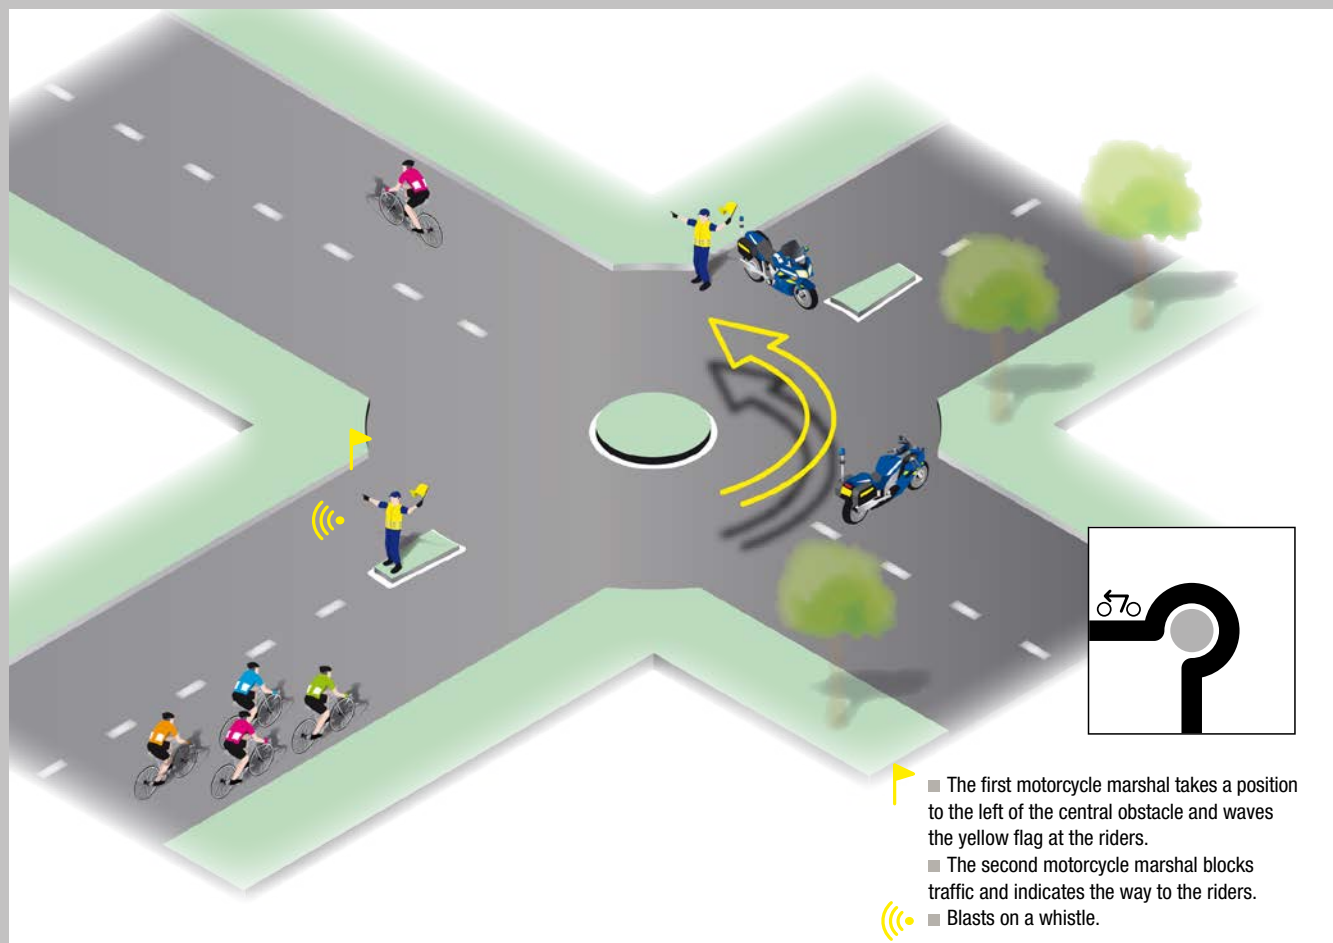 ■ The first motorcycle marshal takes a position
to the left of the central obstacle and waves
the yellow flag at the riders.
■ The second motorcycle marshal blocks
traffic and indicates the way to the riders.
■ Blasts on a whistle.